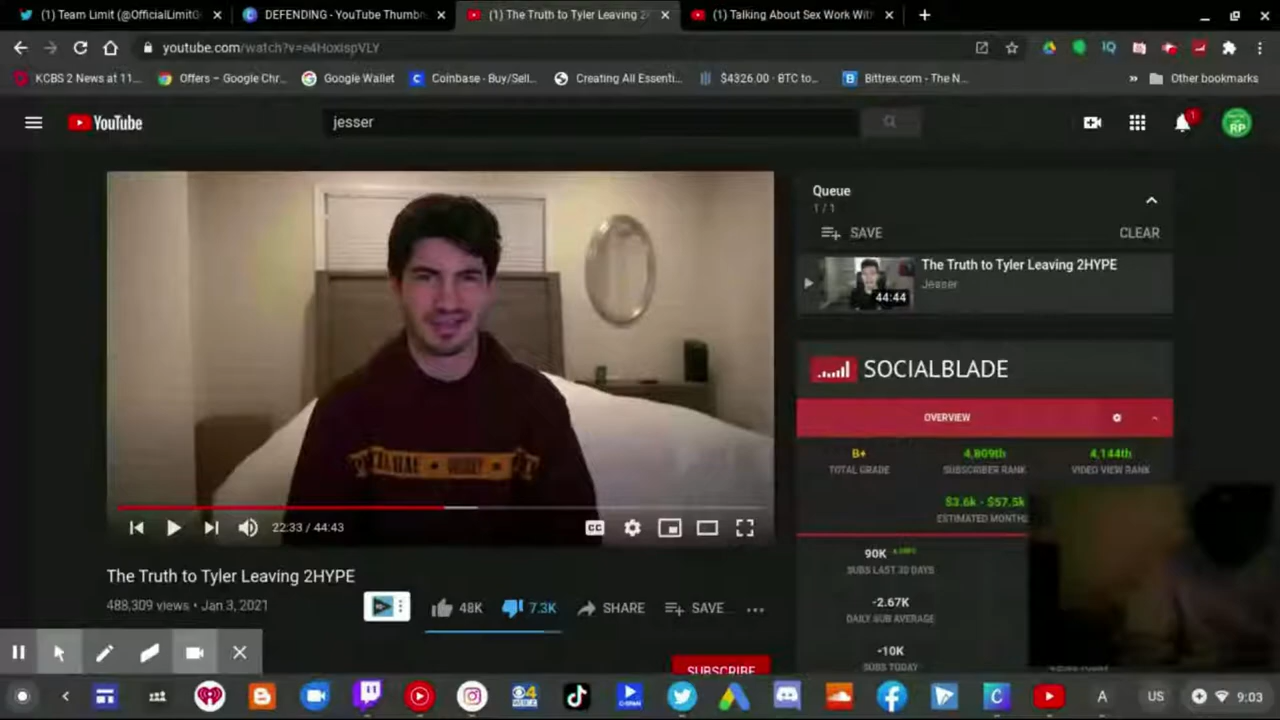 (1) Team Limit (@OfficialLimitG
DEFENDING - YouTube Thumbn
(1) The Truth to Tyler Leaving 2
(1) Talking About Sex Work With
youtube.com/watch?v=e4HoxispVLY
KCBS 2 News at 11...
Offers – Google Chr...
Google Wallet
Coinbase - Buy/Sell...
Creating All Essenti...
$4326.00 · BTC to...
Bittrex.com - The N...
Other bookmarks
YouTube
jesser
1
RP
Queue
1 / 1
SAVE
CLEAR
The Truth to Tyler Leaving 2HYPE
Jesser
44:44
SOCIALBLADE
OVERVIEW
B+
4,809th
4,144th
TOTAL GRADE
SUBSCRIBER RANK
VIDEO VIEW RANK
$3.6k - $57.5k
ESTIMATED MONTH
90K
SUBS LAST 30 DAYS
-2.67K
DAILY SUB AVERAGE
-10K
SUBS TODAY
22:33 / 44:43
CC
The Truth to Tyler Leaving 2HYPE
488,309 views • Jan 3, 2021
48K
7.3K
SHARE
SAVE
SUBSCRIBE
US
9:03